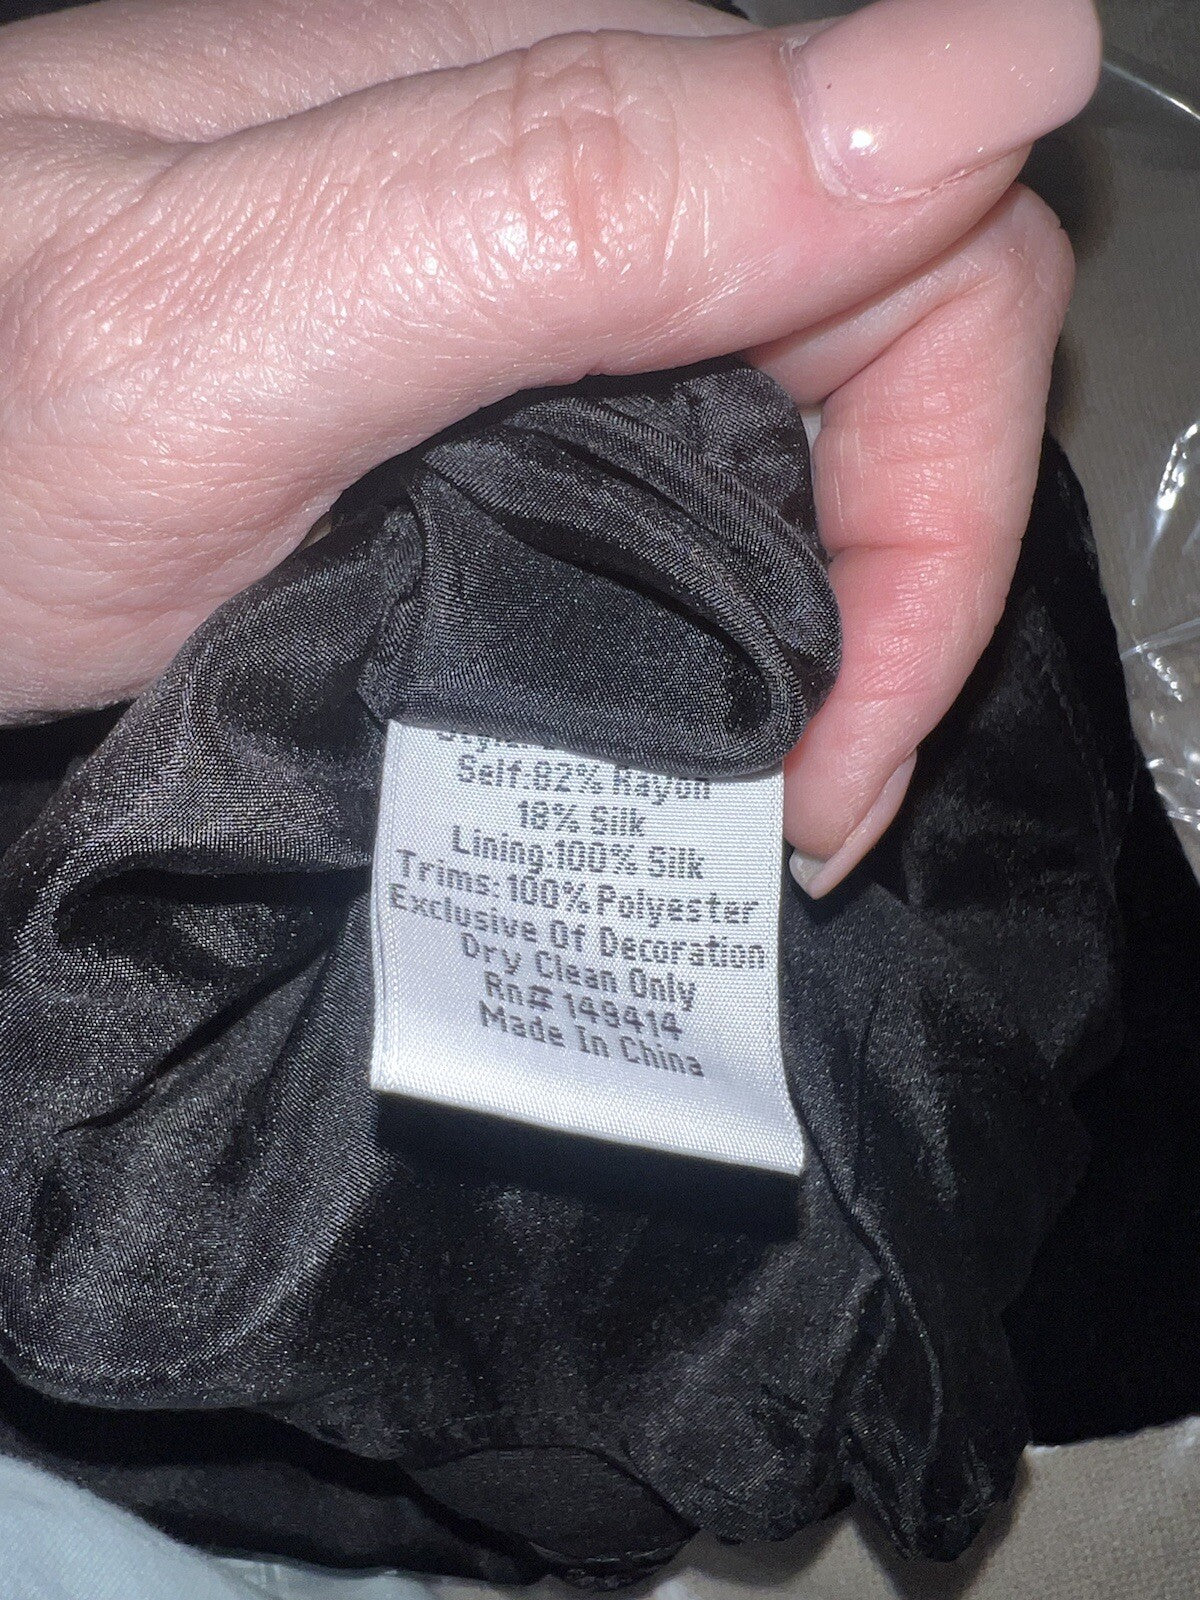 Self:82% Rayon
18% Silk
Lining:100% Silk
Trims:100% Polyester
Exclusive Of Decoration
Dry Clean Only
Rn# 149414
Made In China